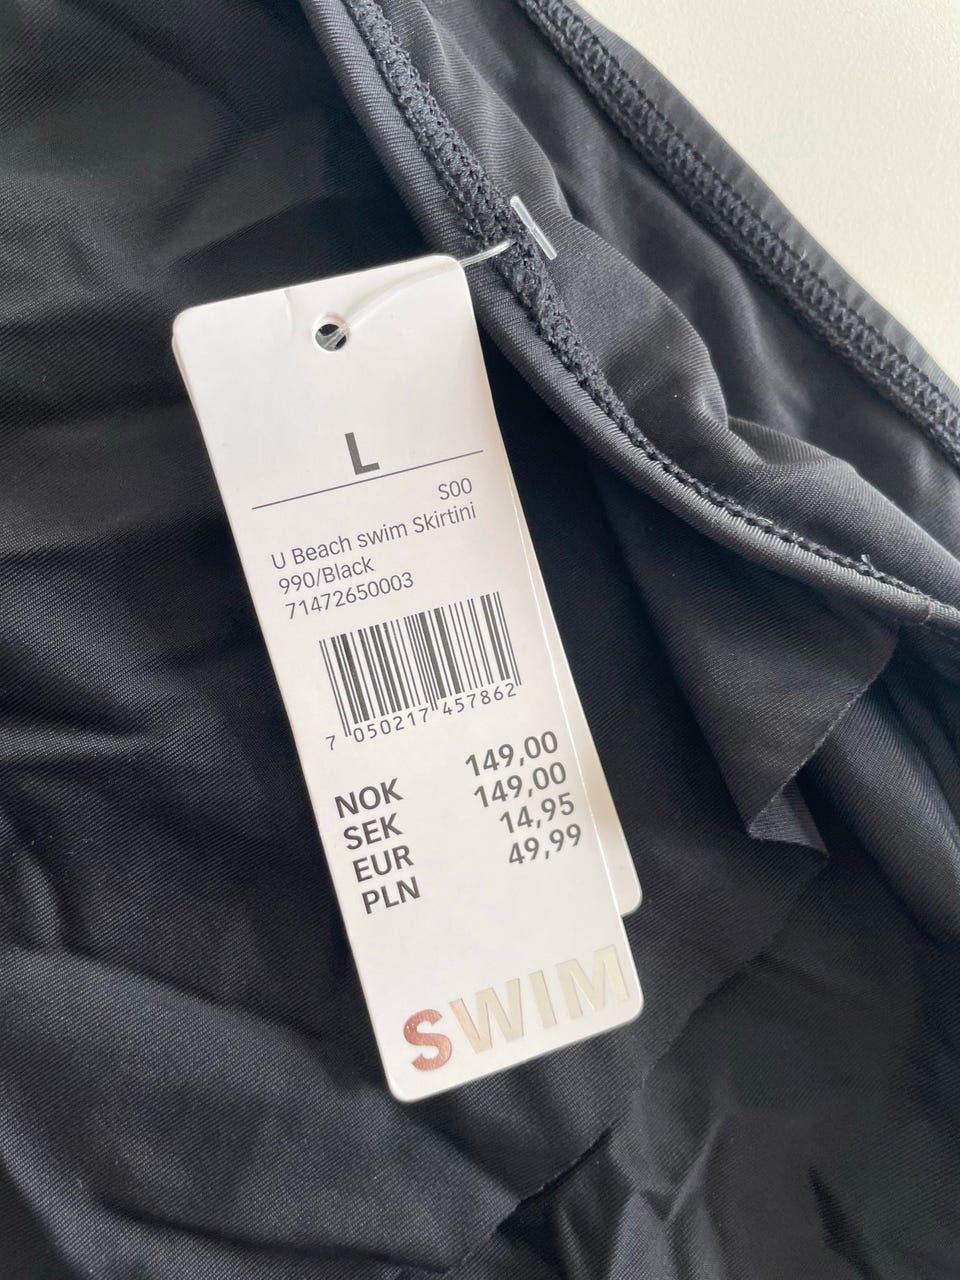 L
S00
U Beach swim Skirtini
990/Black
71472650003
7 050217 457862
NOK 149,00
SEK 149,00
EUR 14,95
PLN 49,99
SWIM